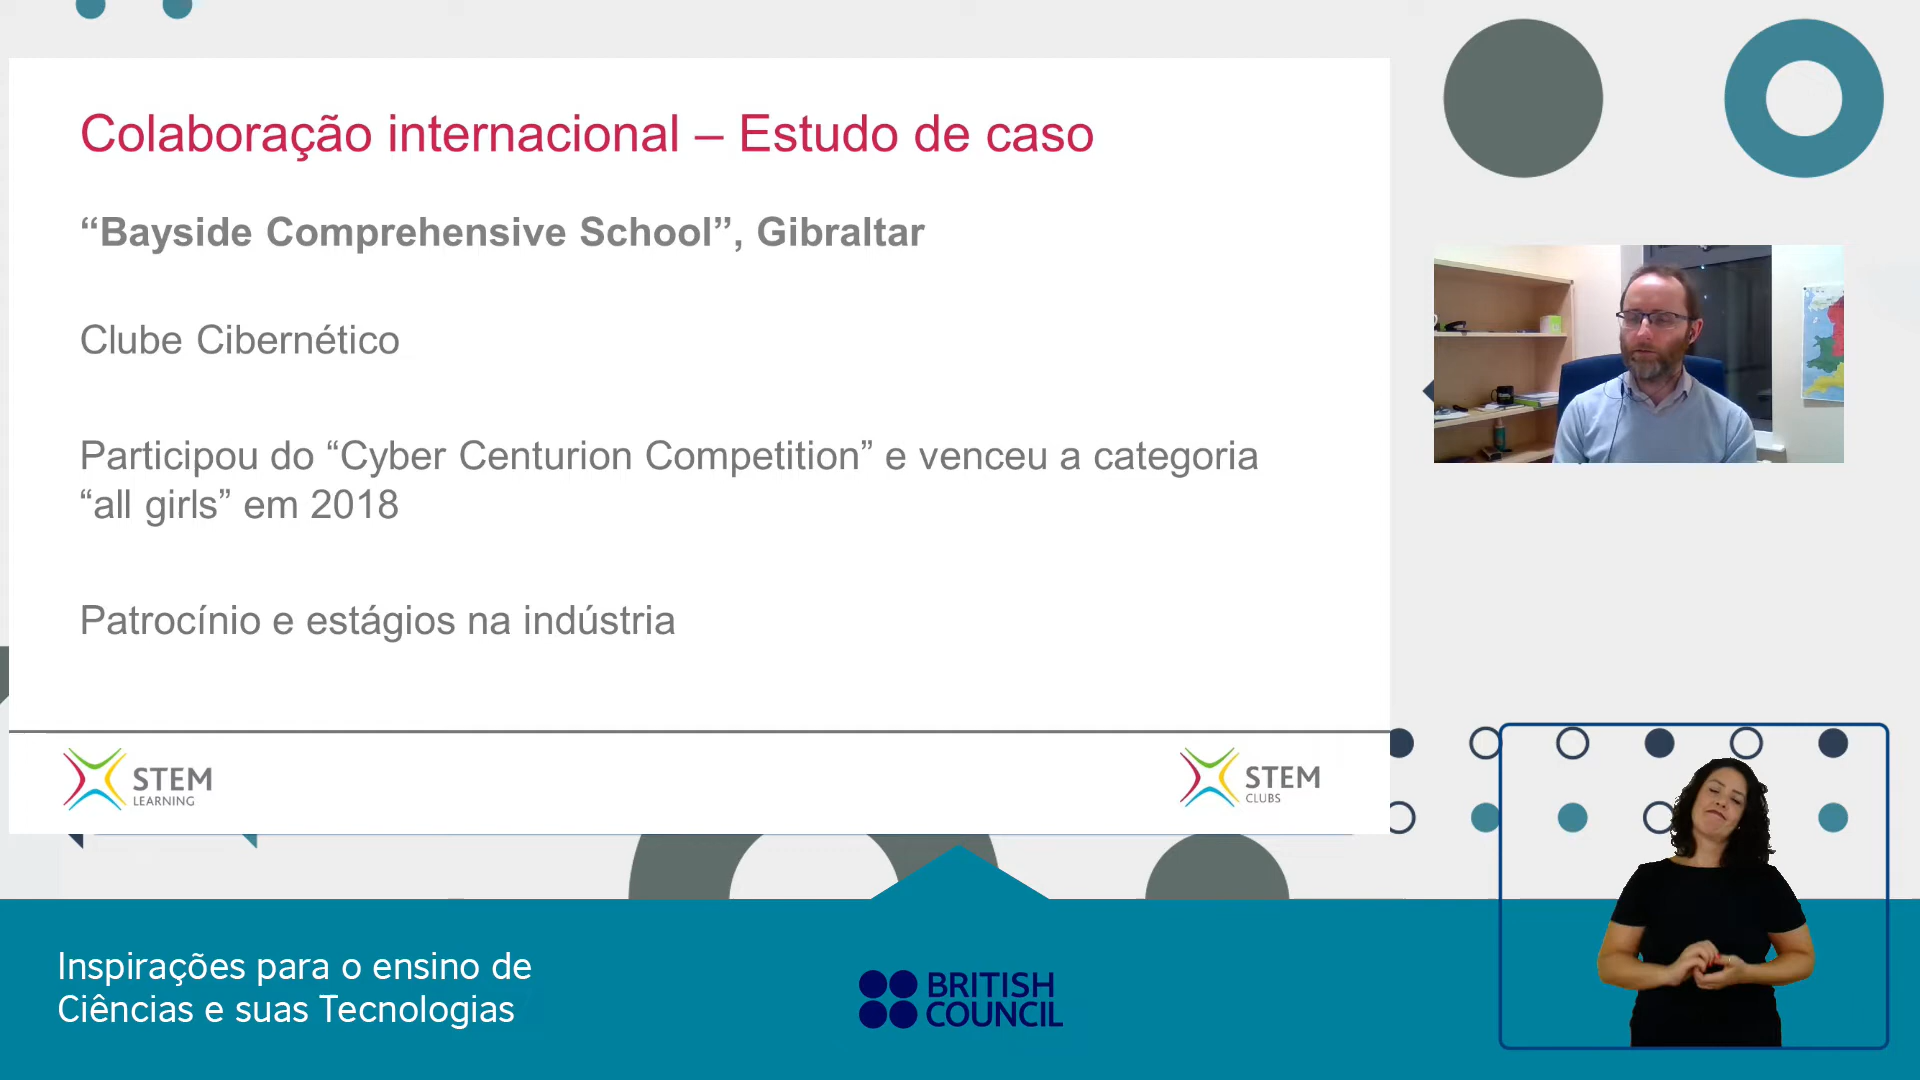 Colaboração internacional – Estudo de caso
“Bayside Comprehensive School”, Gibraltar
Clube Cibernético
Participou do “Cyber Centurion Competition” e venceu a categoria
“all girls” em 2018
Patrocínio e estágios na indústria
STEM
LEARNING
STEM
CLUBS
Inspirações para o ensino de
Ciências e suas Tecnologias
BRITISH
COUNCIL